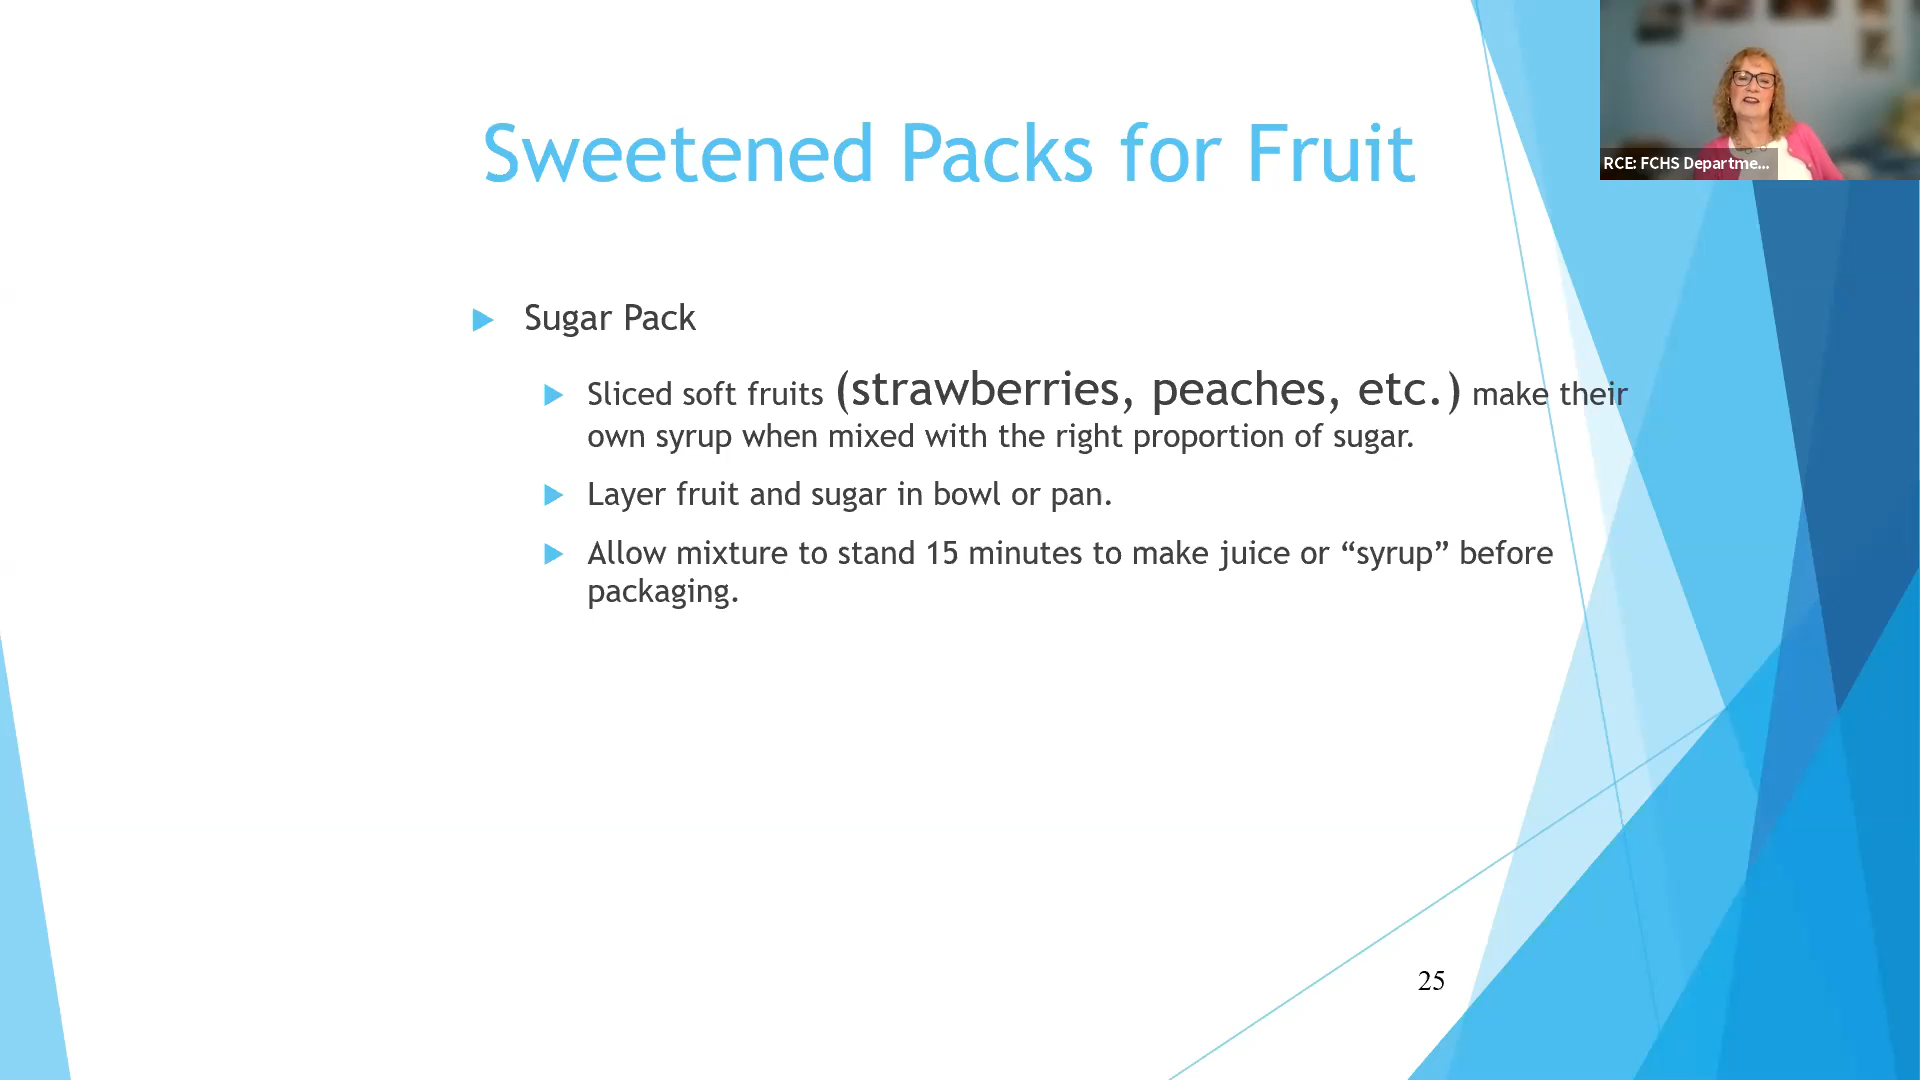 RCE: FCHS Departme...
Sweetened Packs for Fruit
Sugar Pack
Sliced soft fruits (strawberries, peaches, etc.) make their
own syrup when mixed with the right proportion of sugar.
Layer fruit and sugar in bowl or pan.
Allow mixture to stand 15 minutes to make juice or “syrup” before
packaging.
25